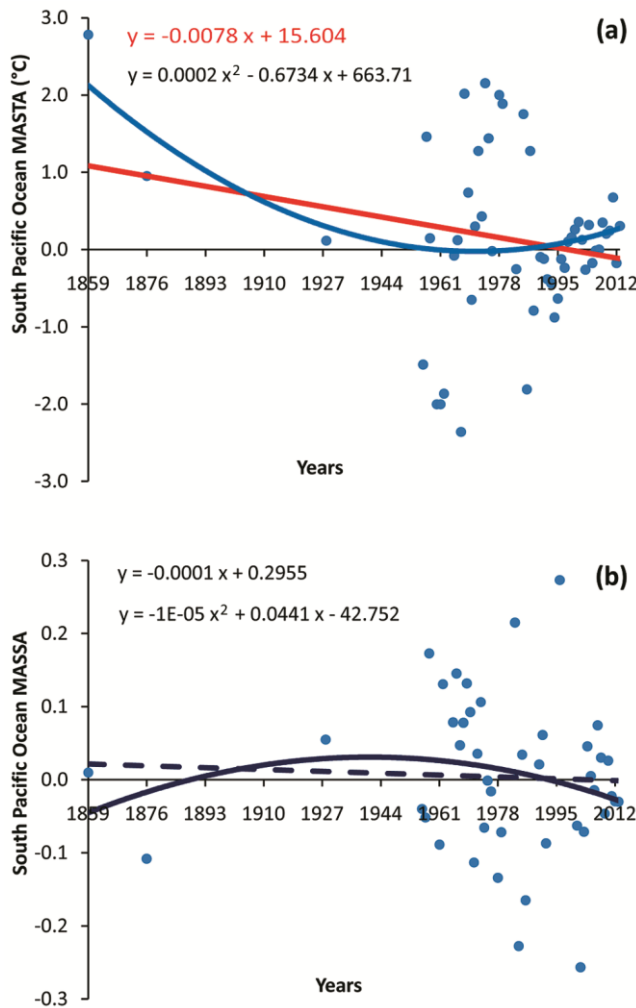 (a)
y = -0.0078 x + 15.604
y = 0.0002 x² - 0.6734 x + 663.71
South Pacific Ocean MASTA (°C)
3.0
2.0
1.0
0.0
-1.0
-2.0
-3.0
1859 1876 1893 1910 1927 1944 1961 1978 1995 2012
Years
(b)
y = -0.0001 x + 0.2955
y = -1E-05 x² + 0.0441 x - 42.752
South Pacific Ocean MASSA
0.3
0.2
0.1
0.0
-0.1
-0.2
-0.3
1859 1876 1893 1910 1927 1944 1961 1978 1995 2012
Years